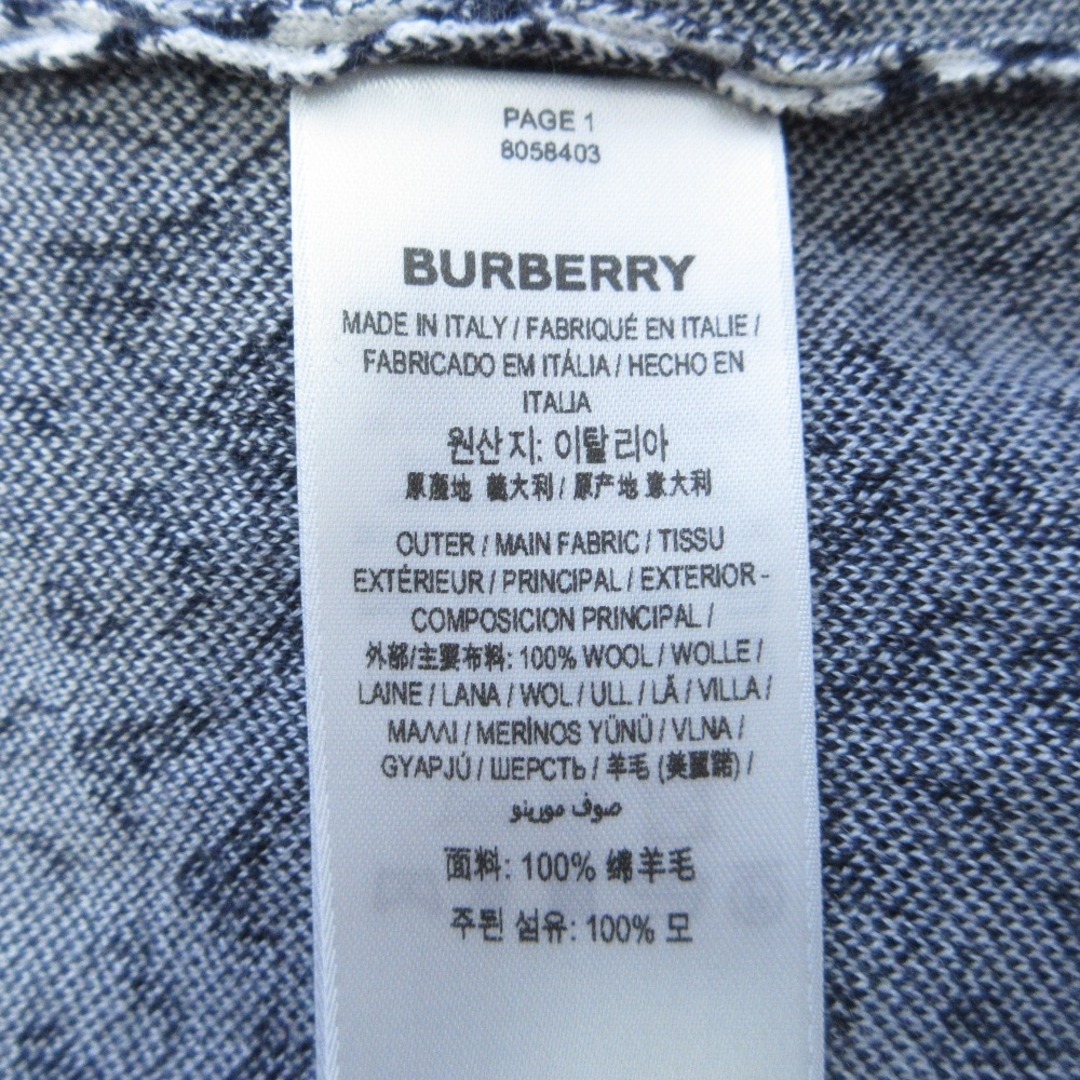 PAGE 1
8058403
BURBERRY
MADE IN ITALY / FABRIQUÉ EN ITALIE /
FABRICADO EM ITÁLIA / HECHO EN
ITALIA
원산지: 이탈리아
原產地 義大利 / 原产地 意大利
OUTER / MAIN FABRIC / TISSU
EXTÉRIEUR / PRINCIPAL / EXTERIOR -
COMPOSICION PRINCIPAL /
外部/主要布料: 100% WOOL / WOLLE /
LAINE / LANA / WOL / ULL / LÃ / VILLA /
ΜΑΛΛΙ / MERİNOS YÜNÜ / VLNA /
GYAPJÚ / ШЕРСТЬ / 羊毛 (美麗諾) /
صوف مورينو
面料: 100% 绵羊毛
주된 섬유: 100% 모